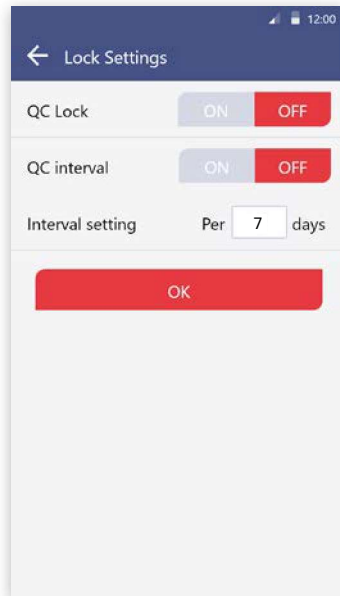 12:00
Lock Settings
QC Lock ON OFF
QC interval ON OFF
Interval setting Per 7 days
OK